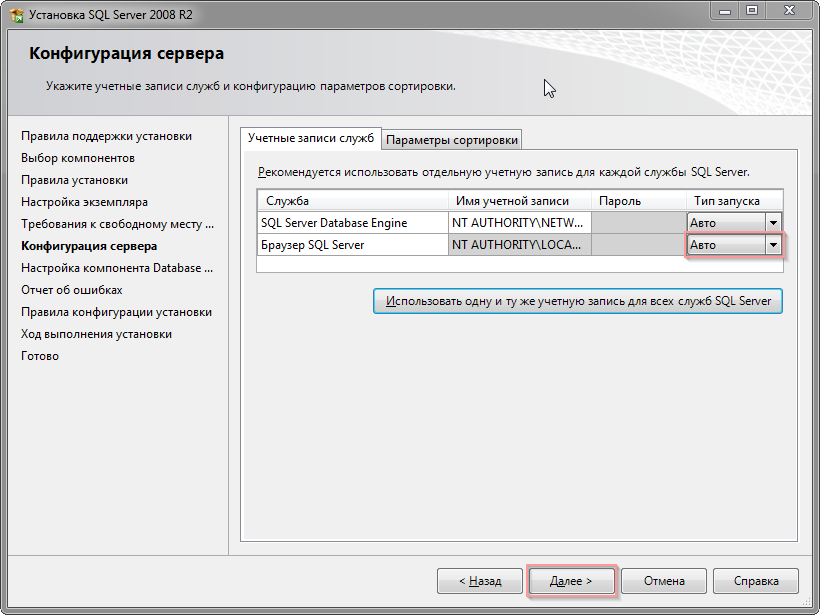 Установка SQL Server 2008 R2
Конфигурация сервера
Укажите учетные записи служб и конфигурацию параметров сортировки.
Правила поддержки установки
Выбор компонентов
Правила установки
Настройка экземпляра
Требования к свободному месту ...
Конфигурация сервера
Настройка компонента Database ...
Отчет об ошибках
Правила конфигурации установки
Ход выполнения установки
Готово
Учетные записи служб Параметры сортировки
Рекомендуется использовать отдельную учетную запись для каждой службы SQL Server.
Служба Имя учетной записи Пароль Тип запуска
SQL Server Database Engine NT AUTHORITY\NETW... Авто
Браузер SQL Server NT AUTHORITY\LOCA... Авто
Использовать одну и ту же учетную запись для всех служб SQL Server
< Назад Далее > Отмена Справка